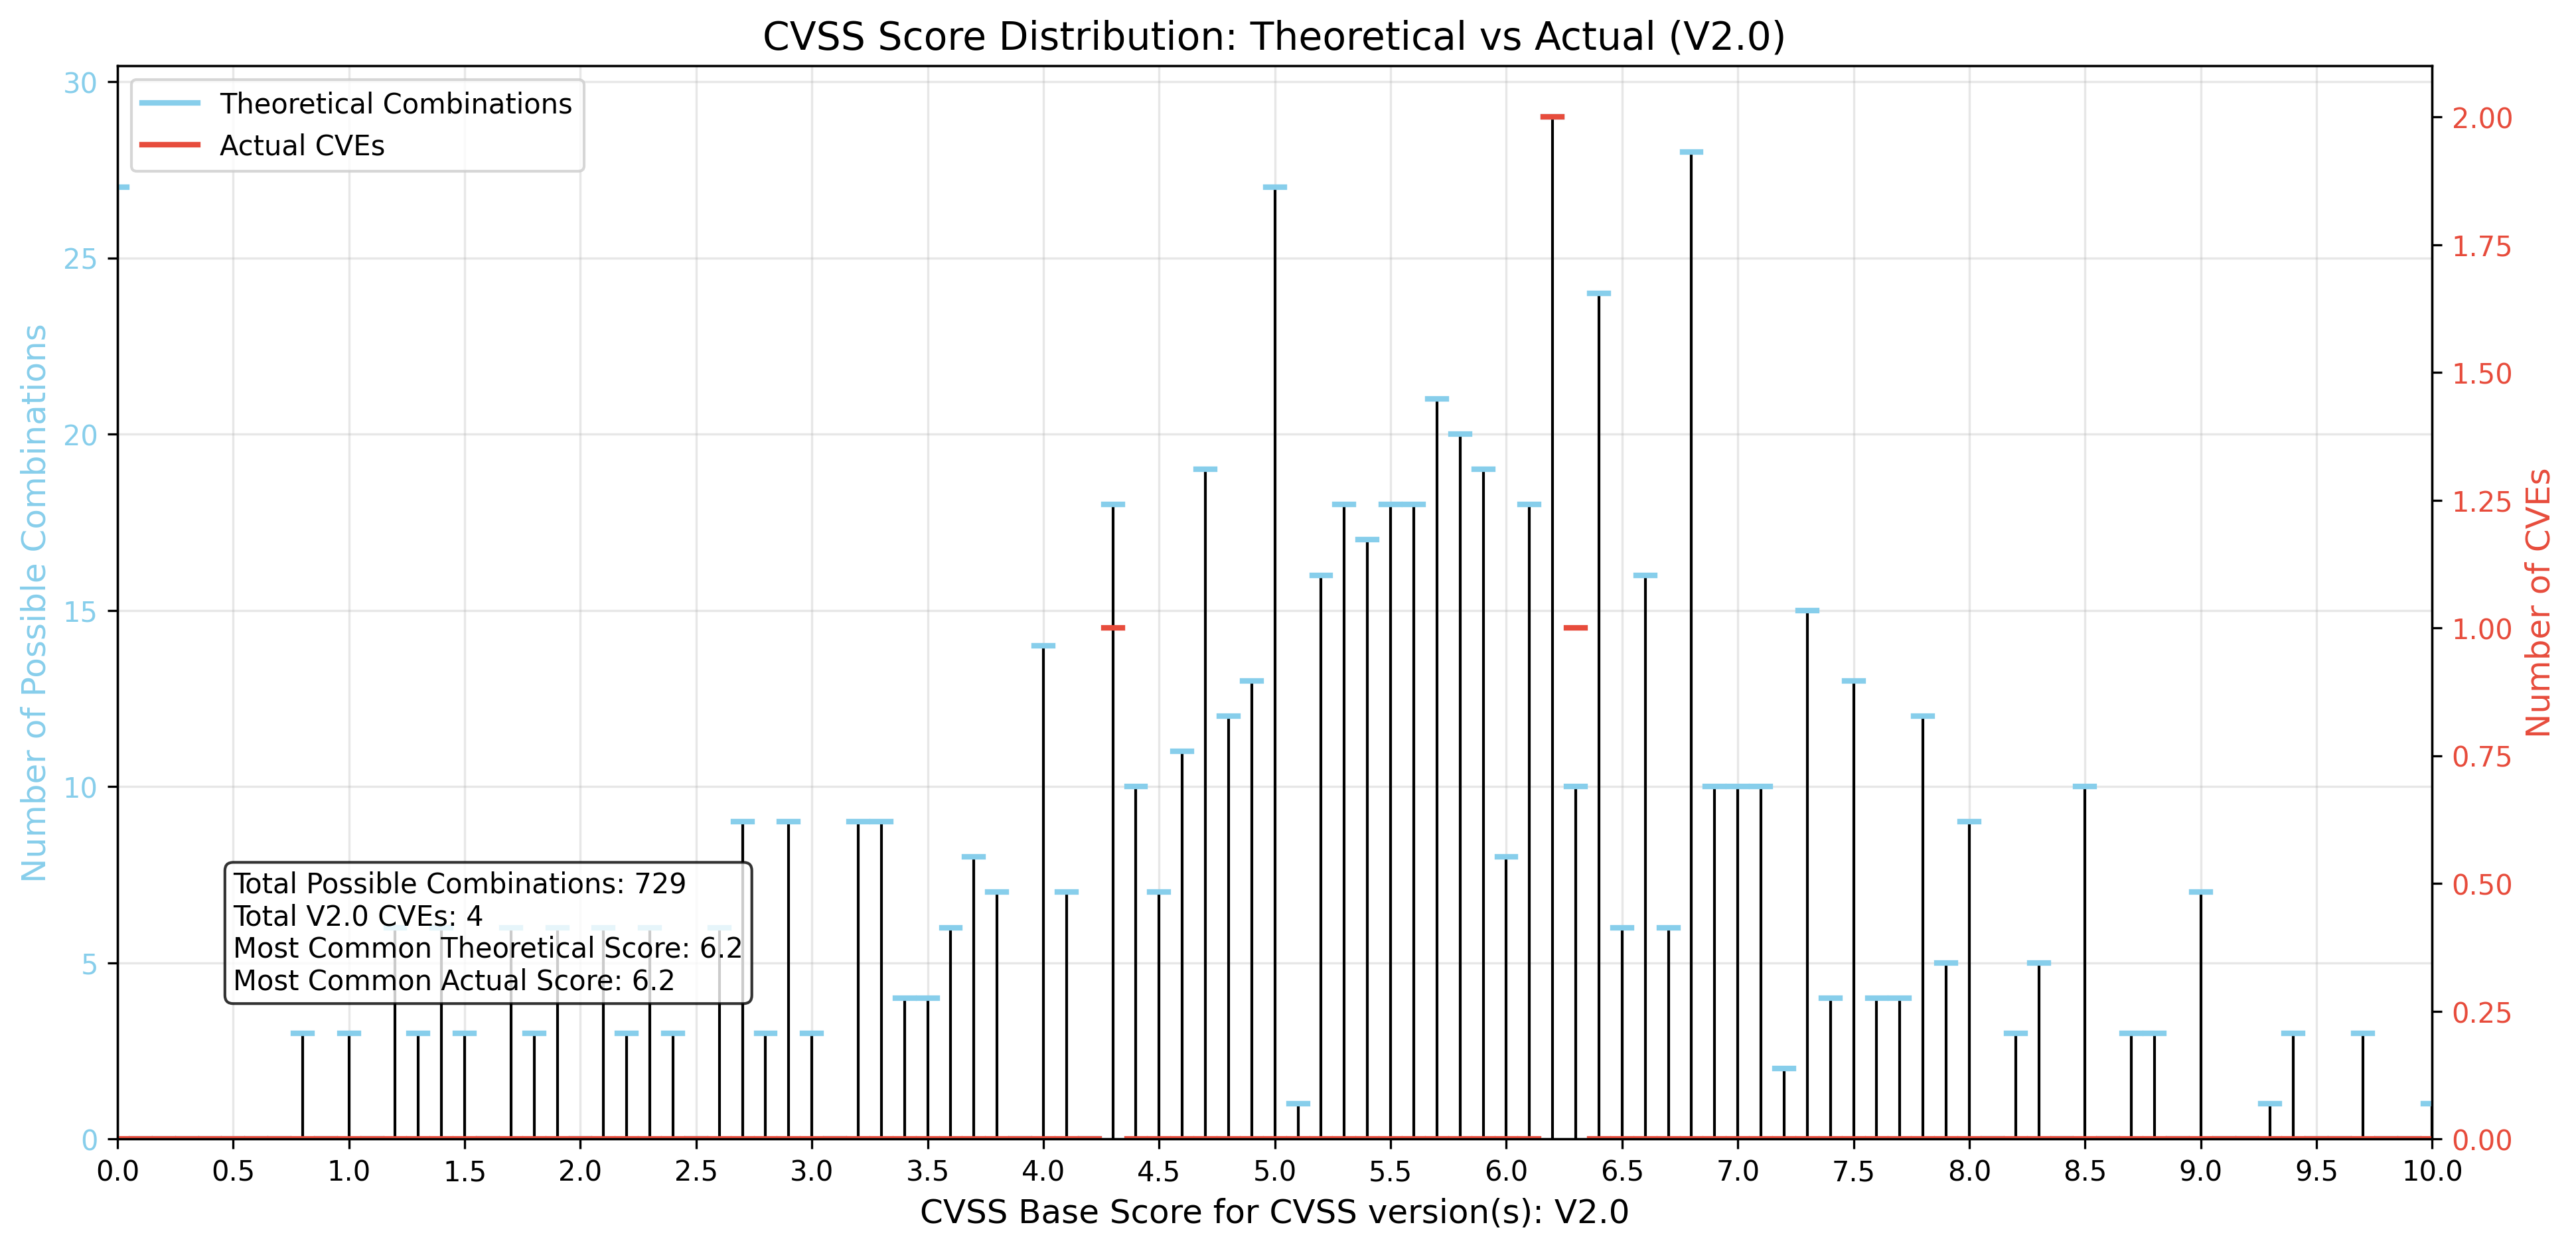 CVSS Score Distribution: Theoretical vs Actual (V2.0)
Theoretical Combinations
Actual CVEs
Number of Possible Combinations
30
25
20
15
10
5
0
Total Possible Combinations: 729
Total V2.0 CVEs: 4
Most Common Theoretical Score: 6.2
Most Common Actual Score: 6.2
2.00
1.75
1.50
1.25
1.00
0.75
0.50
0.25
0.00
Number of CVEs
0.0 0.5 1.0 1.5 2.0 2.5 3.0 3.5 4.0 4.5 5.0 5.5 6.0 6.5 7.0 7.5 8.0 8.5 9.0 9.5 10.0
CVSS Base Score for CVSS version(s): V2.0